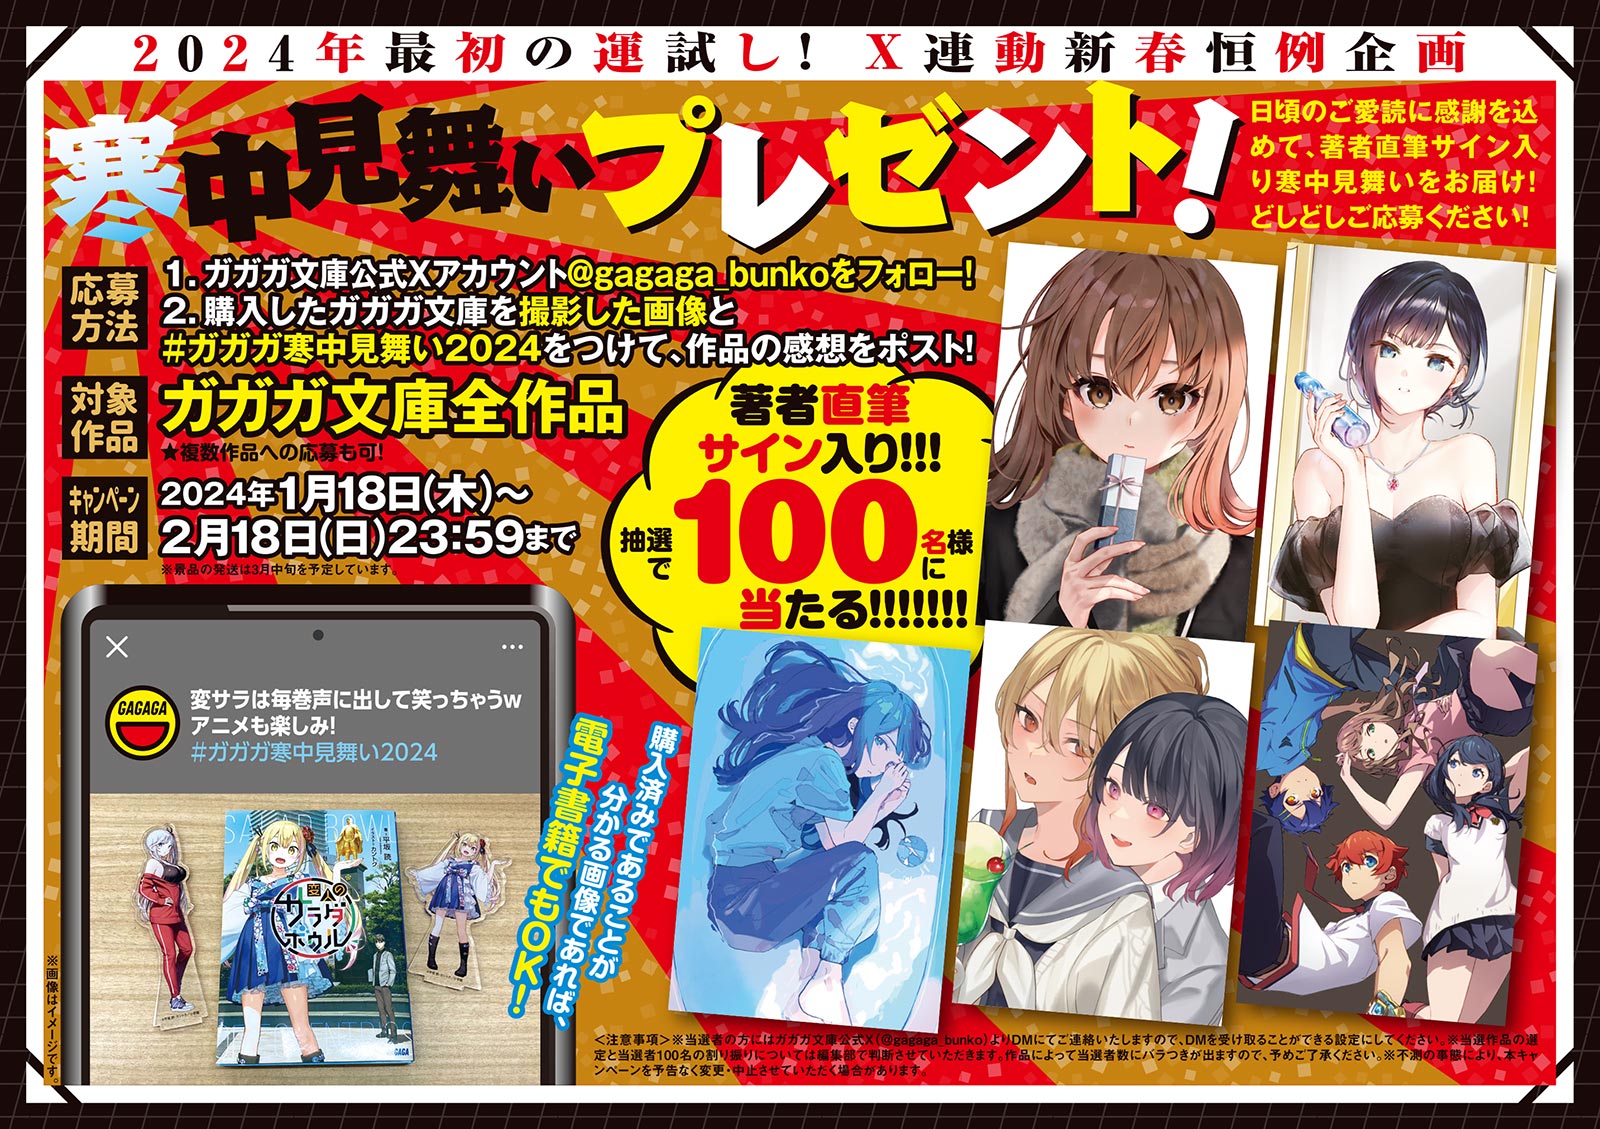 2024年最初の運試し! X連動新春恒例企画
寒中見舞いプレゼント!
日頃のご愛読に感謝を込
めて、著者直筆サイン入
り寒中見舞いをお届け!
どしどしご応募ください!
応募
方法
1. ガガガ文庫公式Xアカウント@gagaga_bunkoをフォロー!
2. 購入したガガガ文庫を撮影した画像と
#ガガガ寒中見舞い2024をつけて、作品の感想をポスト!
対象
作品
ガガガ文庫全作品
★複数作品への応募も可!
キャンペーン
期間
2024年1月18日(木)～
2月18日(日)23:59まで
※景品の発送は3月中旬を予定しています。
著者直筆
サイン入り!!!
抽選で100名様に
当たる!!!!!!!
GAGAGA
変サラは毎巻声に出して笑っちゃうw
アニメも楽しみ!
#ガガガ寒中見舞い2024
変人の
サラダ
ボウル
平坂 読
カントク
GAGA
購入済みであることが
分かる画像であれば、
電子書籍でもOK!
※画像はイメージです。
<注意事項>※当選者の方にはガガガ文庫公式X(@gagaga_bunko)よりDMにてご連絡いたしますので、DMを受け取ることができる設定にしてください。※当選作品の選
定と当選者100名の割り振りについては編集部で判断させていただきます。作品によって当選者数にバラつきが出ますので、予めご了承ください。※不測の事態により、本キャ
ンペーンを予告なく変更・中止させていただく場合があります。